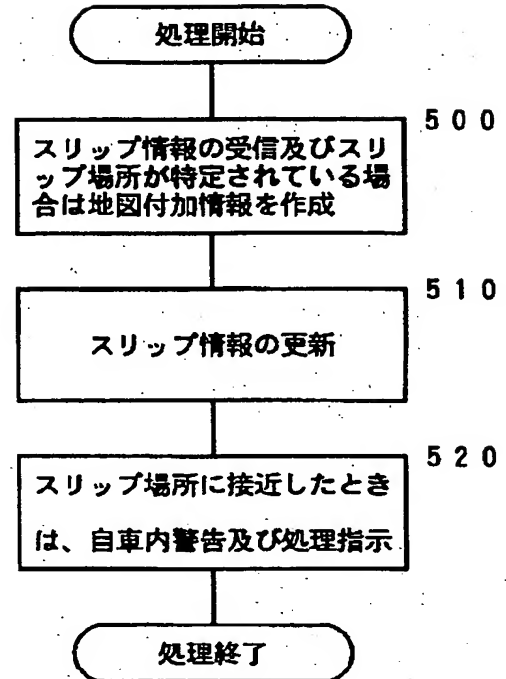 処理開始
500
スリップ情報の受信及びスリ
ップ場所が特定されている場
合は地図付加情報を作成
510
スリップ情報の更新
520
スリップ場所に接近したとき
は、自車内警告及び処理指示
処理終了